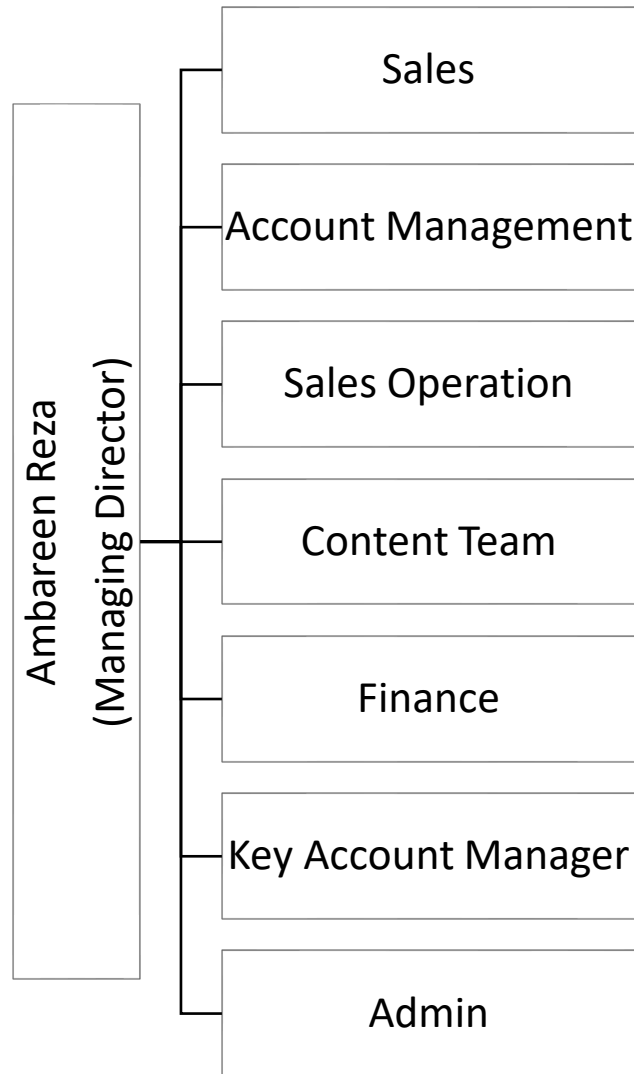 Ambareen Reza
(Managing Director)
Sales
Account Management
Sales Operation
Content Team
Finance
Key Account Manager
Admin